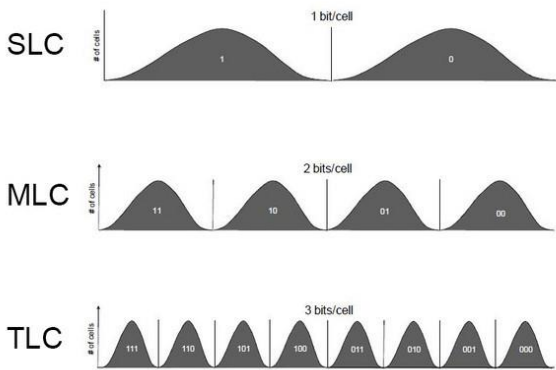 SLC
1 bit/cell
# of cells
1 0
MLC
2 bits/cell
# of cells
11 10 01 00
TLC
3 bits/cell
# of cells
111 110 101 100 011 010 001 000